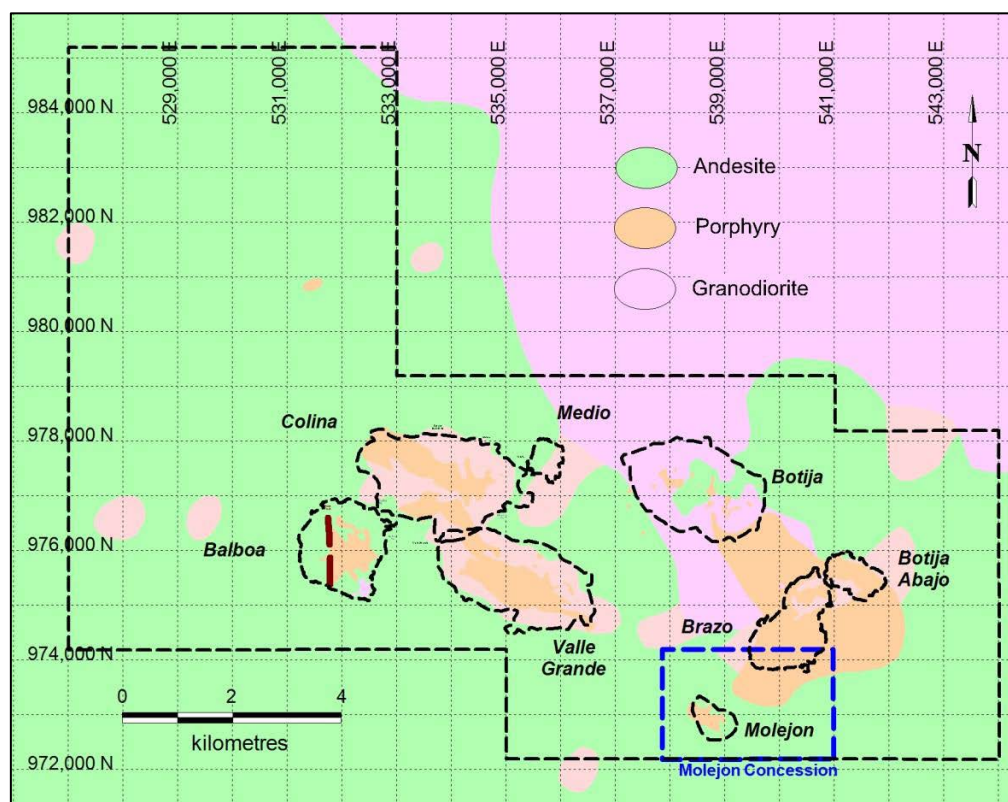 529,000 E
531,000 E
533,000 E
535,000 E
537,000 E
539,000 E
541,000 E
543,000 E
984,000 N
N
Andesite
982,000 N
Porphyry
Granodiorite
980,000 N
978,000 N
Colina
Medio
Botija
976,000 N
Balboa
Botija
Abajo
Brazo
974,000 N
Valle
Grande
0 2 4
kilometres
Molejon
972,000 N
Molejon Concession